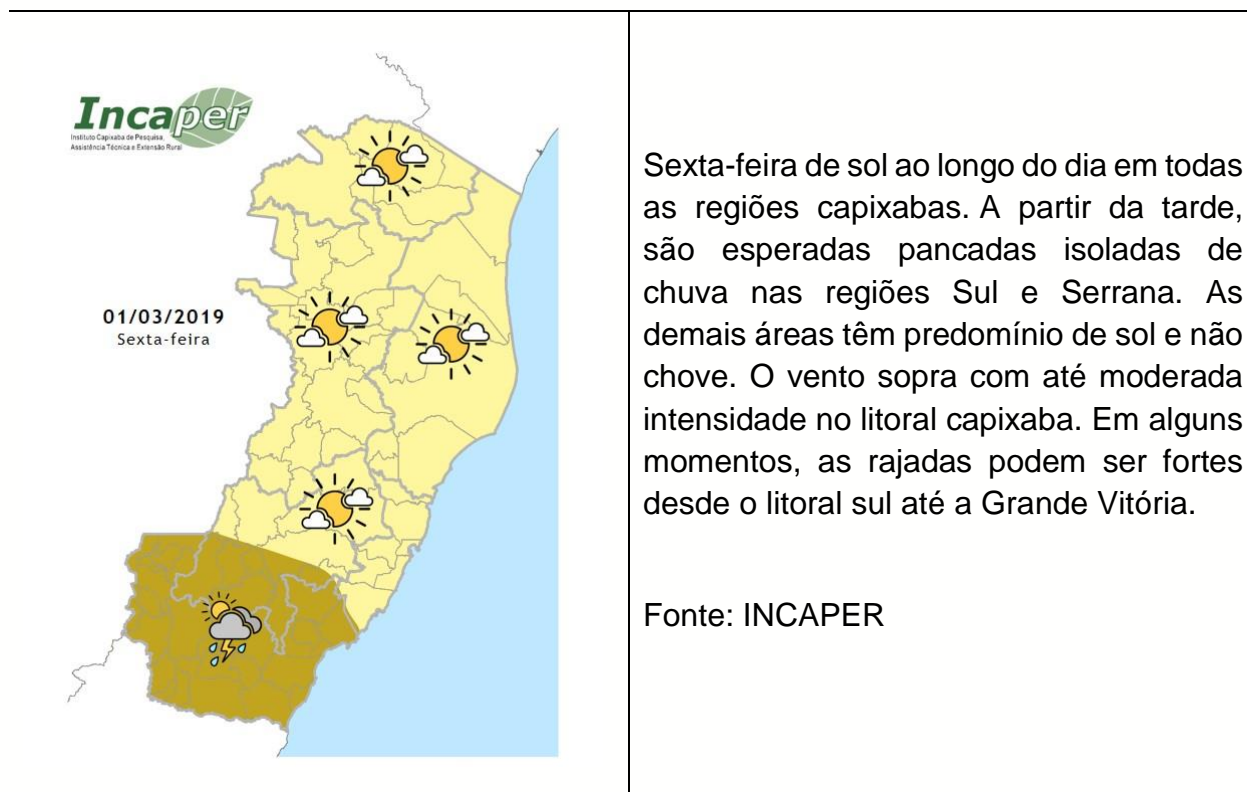 Incaper
Instituto Capixaba de Pesquisa,
Assistência Técnica e Extensão Rural
01/03/2019
Sexta-feira
Sexta-feira de sol ao longo do dia em todas
as regiões capixabas. A partir da tarde,
são esperadas pancadas isoladas de
chuva nas regiões Sul e Serrana. As
demais áreas têm predomínio de sol e não
chove. O vento sopra com até moderada
intensidade no litoral capixaba. Em alguns
momentos, as rajadas podem ser fortes
desde o litoral sul até a Grande Vitória.
Fonte: INCAPER